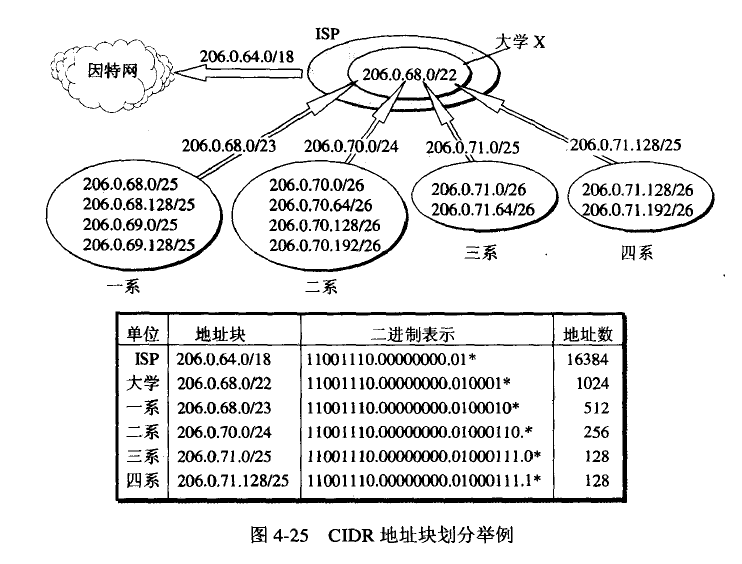 ISP
大学 X
206.0.64.0/18
因特网
206.0.68.0/22
206.0.68.0/23
206.0.70.0/24
206.0.71.0/25
206.0.71.128/25
206.0.68.0/25
206.0.68.128/25
206.0.69.0/25
206.0.69.128/25
一系
206.0.70.0/26
206.0.70.64/26
206.0.70.128/26
206.0.70.192/26
二系
206.0.71.0/26
206.0.71.64/26
三系
206.0.71.128/26
206.0.71.192/26
四系
单位 地址块 二进制表示 地址数
ISP 206.0.64.0/18 11001110.00000000.01* 16384
大学 206.0.68.0/22 11001110.00000000.010001* 1024
一系 206.0.68.0/23 11001110.00000000.0100010* 512
二系 206.0.70.0/24 11001110.00000000.01000110.* 256
三系 206.0.71.0/25 11001110.00000000.01000111.0* 128
四系 206.0.71.128/25 11001110.00000000.01000111.1* 128
图 4-25 CIDR 地址块划分举例